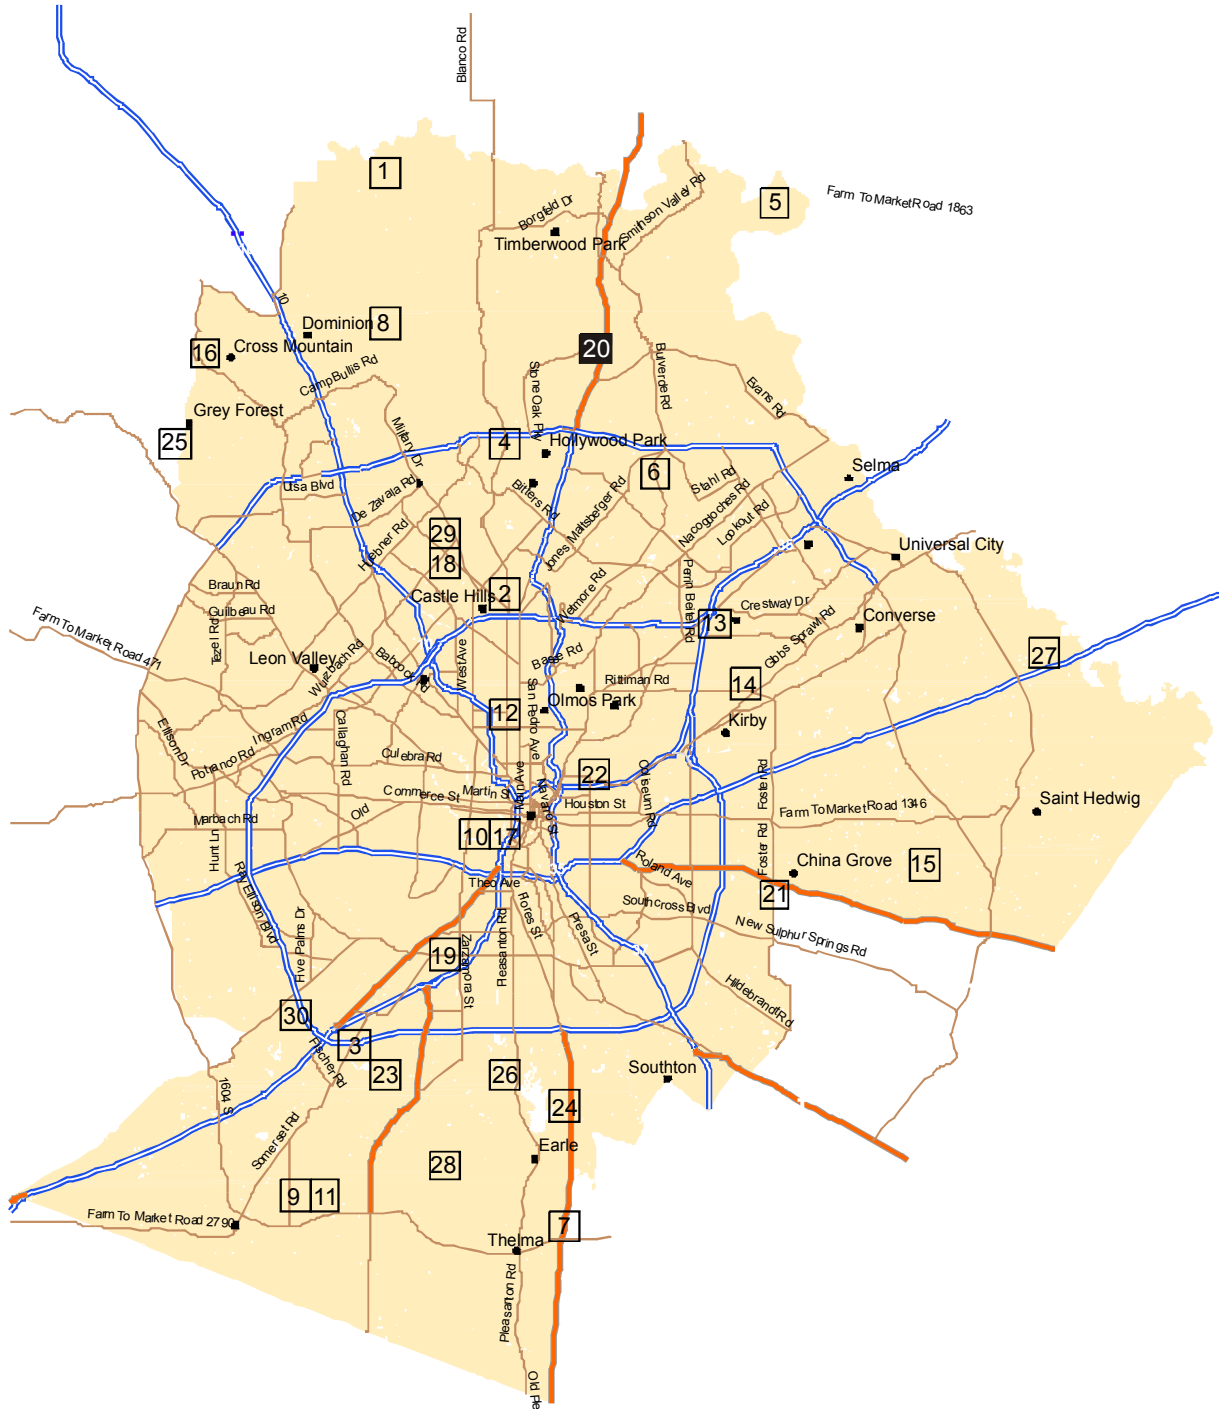 Blanco Rd
1
5
Farm To Market Road 1863
Smithson Valley Rd
Borgfeld Dr
Timberwood Park
10
Dominion
8
16
Cross Mountain
20
Camp Bullis Rd
Bulverde Rd
Evans Rd
Stone Oak Pky
Grey Forest
25
Military Dr
4
Hollywood Park
6
Selma
Stahl Rd
Utsa Blvd
De Zavala Rd
Bitters Rd
Jones Maltsberger Rd
Nacogdoches Rd
Lookout Rd
29
Huebner Rd
18
Universal City
Braun Rd
Castle Hills
2
Wetmore Rd
Perrin Beitel Rd
Crestway Dr
13
Converse
Guilbeau Rd
Farm To Market Road 471
Tezel Rd
Gibbs Sprawl Rd
Leon Valley
Wurzbach Rd
Babcock Rd
West Ave
Basse Rd
27
Rittiman Rd
14
Olmos Park
12
San Pedro Ave
Kirby
Ellison Dr
Ingram Rd
Potranco Rd
Callaghan Rd
Culebra Rd
22
Coliseum Rd
Foster Rd
Main Ave
Navarro St
Commerce St
Martin St
Houston St
Farm To Market Road 1346
Saint Hedwig
Marbach Rd
Old
Hunt Ln
10
17
Foster Rd
China Grove
15
Roland Ave
Ray Ellison Blvd
Theo Ave
21
Flores St
Southcross Blvd
New Sulphur Springs Rd
Presa St
Five Palms Dr
Zarzamora St
Pleasanton Rd
19
Hildebrandt Rd
30
3
Fischer Rd
23
26
Southton
1604 S
24
Somerset Rd
Earle
28
9
11
Farm To Market Road 2790
7
Thelma
Pleasanton Rd
Old Ple